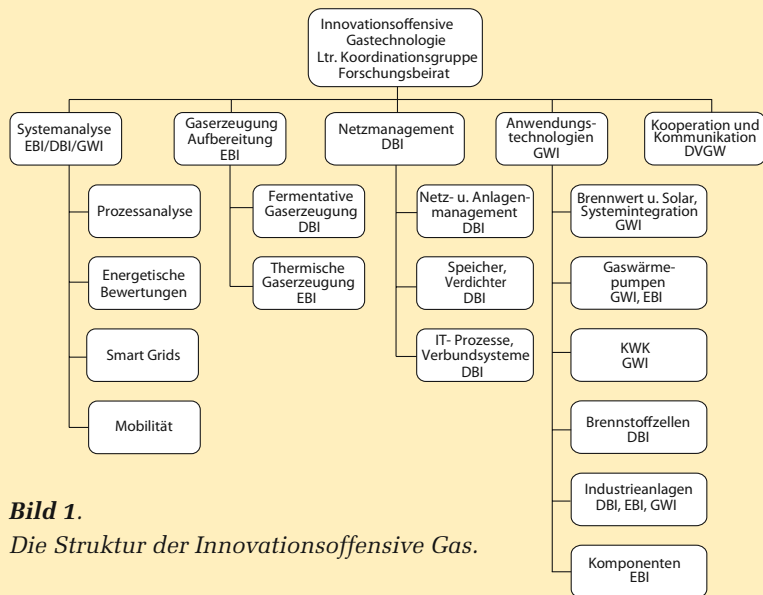 Innovationsoffensive
Gastechnologie
Ltr. Koordinationsgruppe
Forschungsbeirat
Systemanalyse
EBI/DBI/GWI
Prozessanalyse
Energetische
Bewertungen
Smart Grids
Mobilität
Gaserzeugung
Aufbereitung
EBI
Fermentative
Gaserzeugung
DBI
Thermische
Gaserzeugung
EBI
Netzmanagement
DBI
Netz- u. Anlagen-
management
DBI
Speicher,
Verdichter
DBI
IT- Prozesse,
Verbundsysteme
DBI
Anwendungs-
technologien
GWI
Brennwert u. Solar,
Systemintegration
GWI
Gaswärme-
pumpen
GWI, EBI
KWK
GWI
Brennstoffzellen
DBI
Industrieanlagen
DBI, EBI, GWI
Komponenten
EBI
Kooperation und
Kommunikation
DVGW
Bild 1.
Die Struktur der Innovationsoffensive Gas.